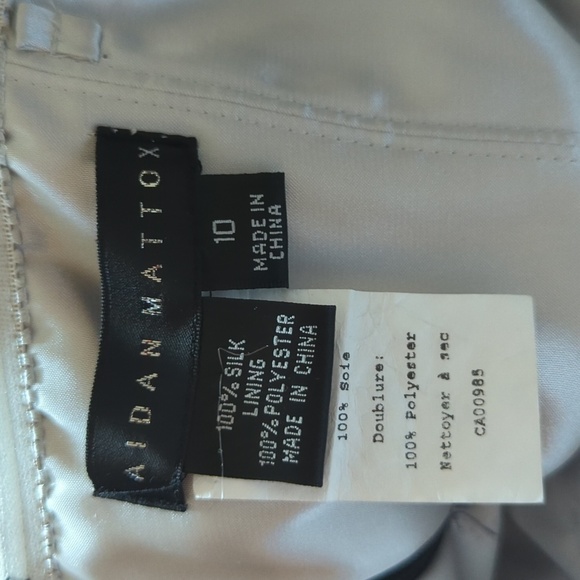 AIDAN MATTOX
10
MADE IN
CHINA
100% SILK
LINING
100% POLYESTER
MADE IN CHINA
100% Soie
Doublure:
100% Polyester
Nettoyer à sec
CA00985